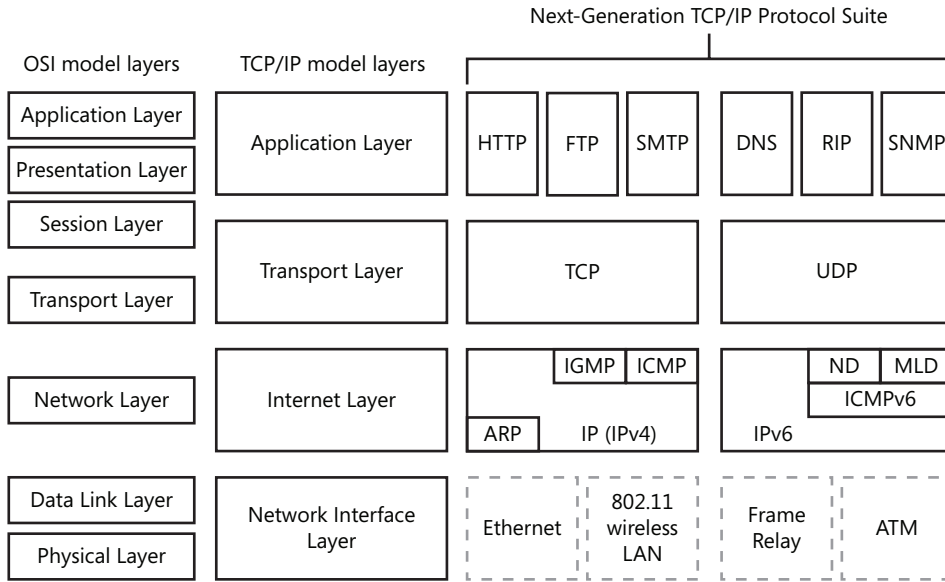 Next-Generation TCP/IP Protocol Suite
OSI model layers
TCP/IP model layers
Application Layer
Presentation Layer
Session Layer
Transport Layer
Network Layer
Data Link Layer
Physical Layer
Application Layer
Transport Layer
Internet Layer
Network Interface
Layer
HTTP
FTP
SMTP
DNS
RIP
SNMP
TCP
UDP
IGMP
ICMP
ARP
IP (IPv4)
ND
MLD
ICMPv6
IPv6
Ethernet
802.11
wireless
LAN
Frame
Relay
ATM